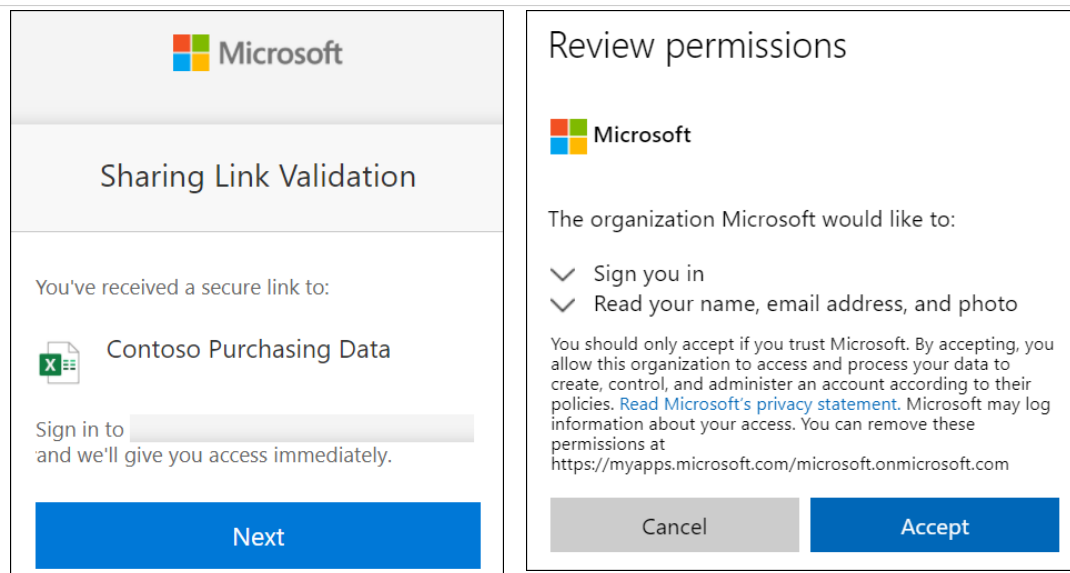 Microsoft
Sharing Link Validation
You've received a secure link to:
Contoso Purchasing Data
Sign in to
and we'll give you access immediately.
Next
Review permissions
Microsoft
The organization Microsoft would like to:
Sign you in
Read your name, email address, and photo
You should only accept if you trust Microsoft. By accepting, you
allow this organization to access and process your data to
create, control, and administer an account according to their
policies. Read Microsoft's privacy statement. Microsoft may log
information about your access. You can remove these
permissions at
https://myapps.microsoft.com/microsoft.onmicrosoft.com
Cancel
Accept